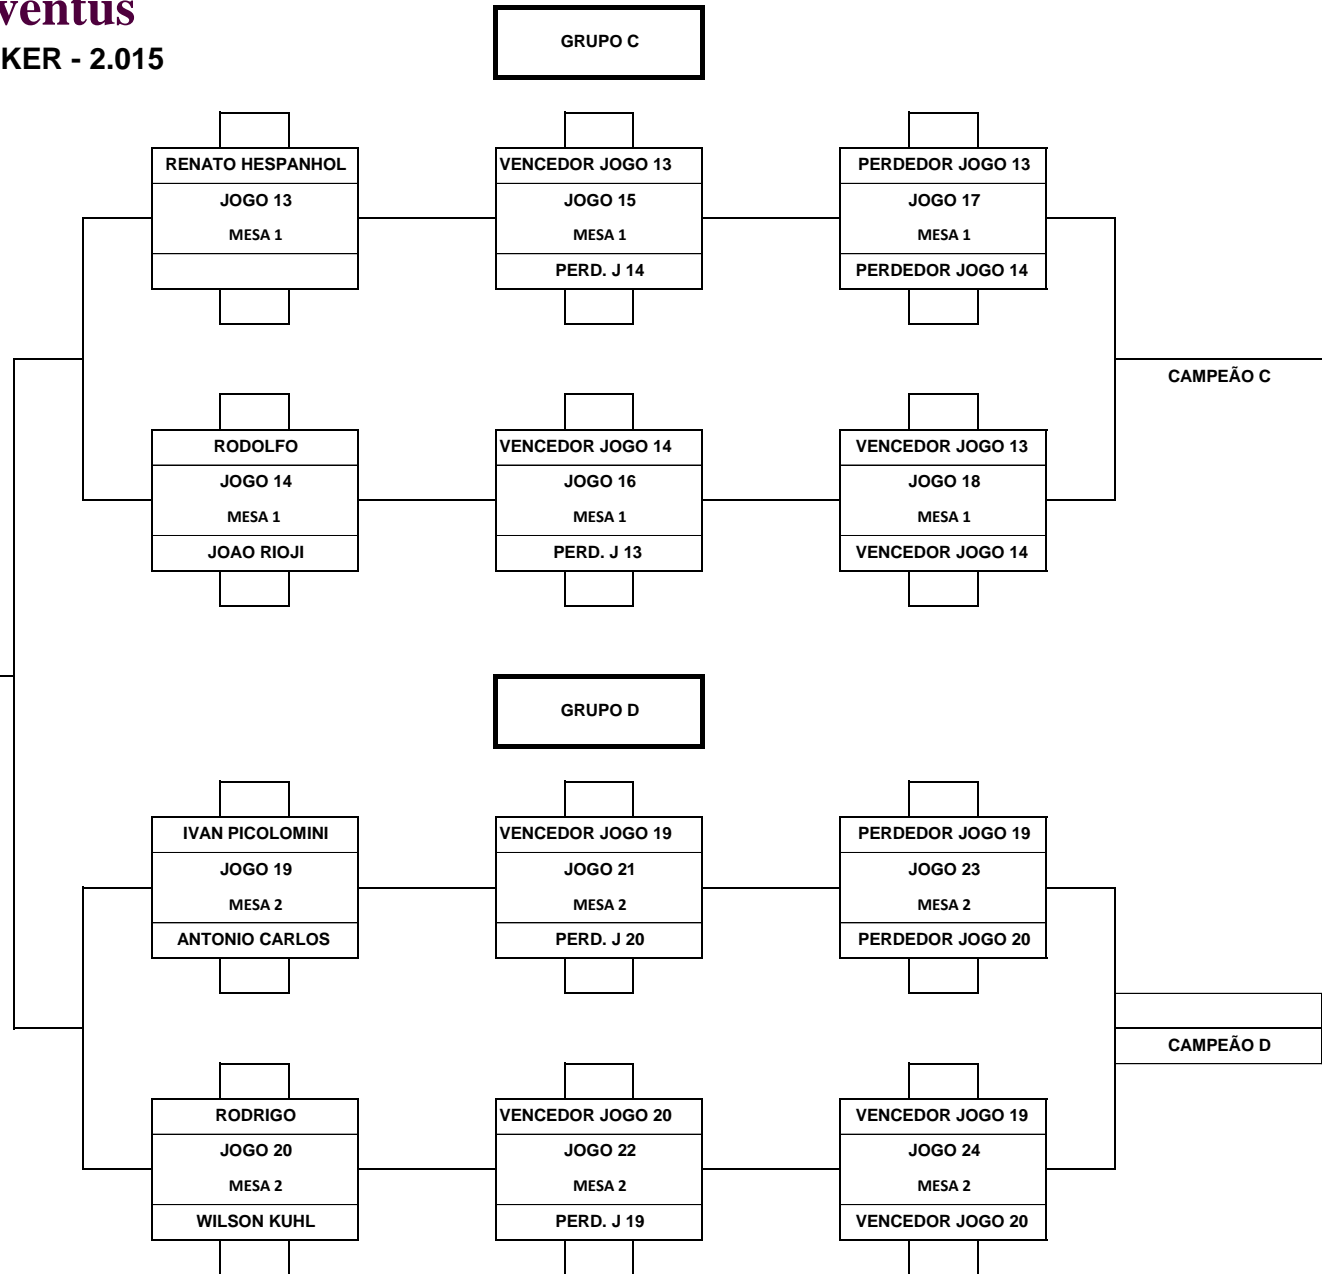 ventus
KER - 2.015
GRUPO C
RENATO HESPANHOL
VENCEDOR JOGO 13
PERDEDOR JOGO 13
JOGO 13
JOGO 15
JOGO 17
MESA 1
MESA 1
MESA 1
PERD. J 14
PERDEDOR JOGO 14
CAMPEÃO C
RODOLFO
VENCEDOR JOGO 14
VENCEDOR JOGO 13
JOGO 14
JOGO 16
JOGO 18
MESA 1
MESA 1
MESA 1
JOAO RIOJI
PERD. J 13
VENCEDOR JOGO 14
GRUPO D
IVAN PICOLOMINI
VENCEDOR JOGO 19
PERDEDOR JOGO 19
JOGO 19
JOGO 21
JOGO 23
MESA 2
MESA 2
MESA 2
ANTONIO CARLOS
PERD. J 20
PERDEDOR JOGO 20
CAMPEÃO D
RODRIGO
VENCEDOR JOGO 20
VENCEDOR JOGO 19
JOGO 20
JOGO 22
JOGO 24
MESA 2
MESA 2
MESA 2
WILSON KUHL
PERD. J 19
VENCEDOR JOGO 20